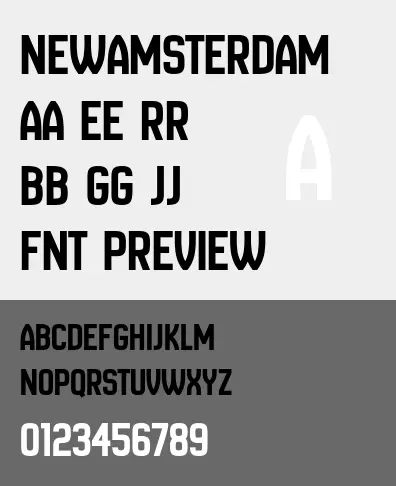 NEWAMSTERDAM
AA EE RR
A
BB GG JJ
FNT PREVIEW
ABCDEFGHIJKLM
NOPQRSTUVWXYZ
0123456789